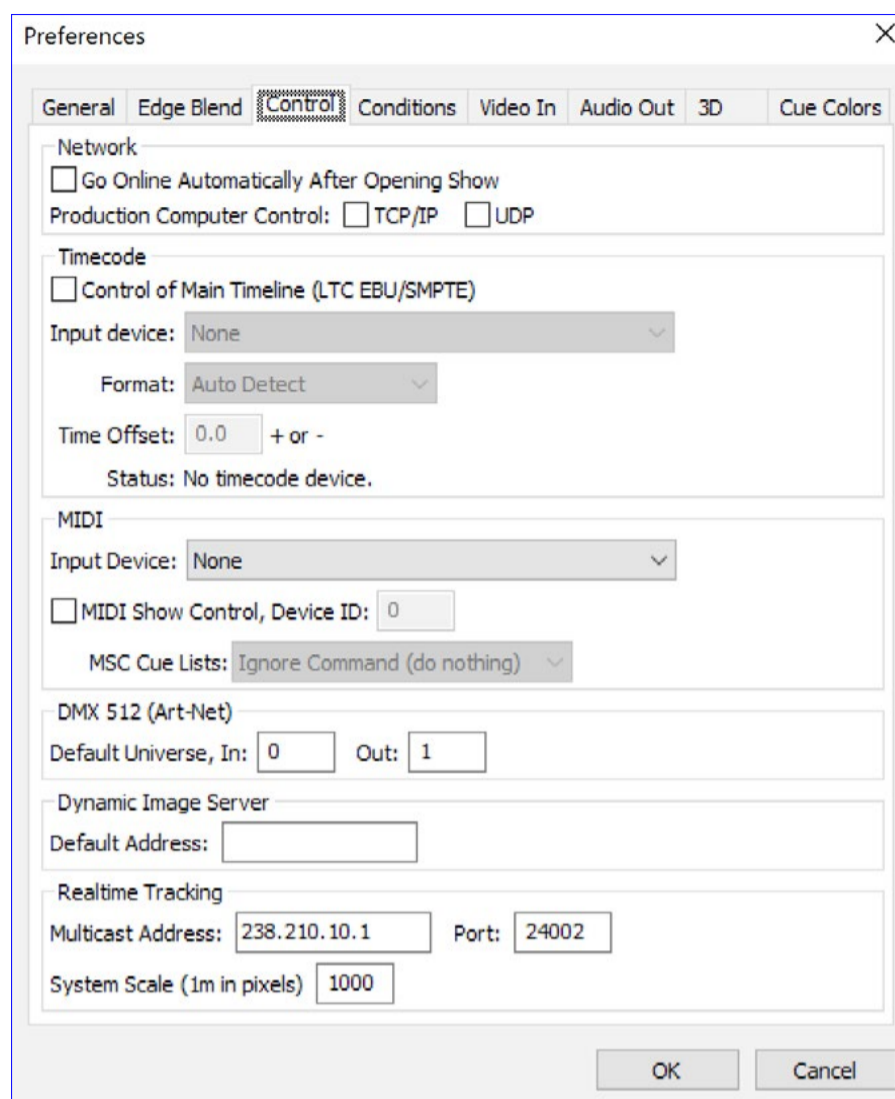 Preferences
General Edge Blend Control Conditions Video In Audio Out 3D Cue Colors
Network
Go Online Automatically After Opening Show
Production Computer Control: TCP/IP UDP
Timecode
Control of Main Timeline (LTC EBU/SMPTE)
Input device: None
Format: Auto Detect
Time Offset: 0.0 + or -
Status: No timecode device.
MIDI
Input Device: None
MIDI Show Control, Device ID: 0
MSC Cue Lists: Ignore Command (do nothing)
DMX 512 (Art-Net)
Default Universe, In: 0 Out: 1
Dynamic Image Server
Default Address:
Realtime Tracking
Multicast Address: 238.210.10.1 Port: 24002
System Scale (1m in pixels) 1000
OK Cancel